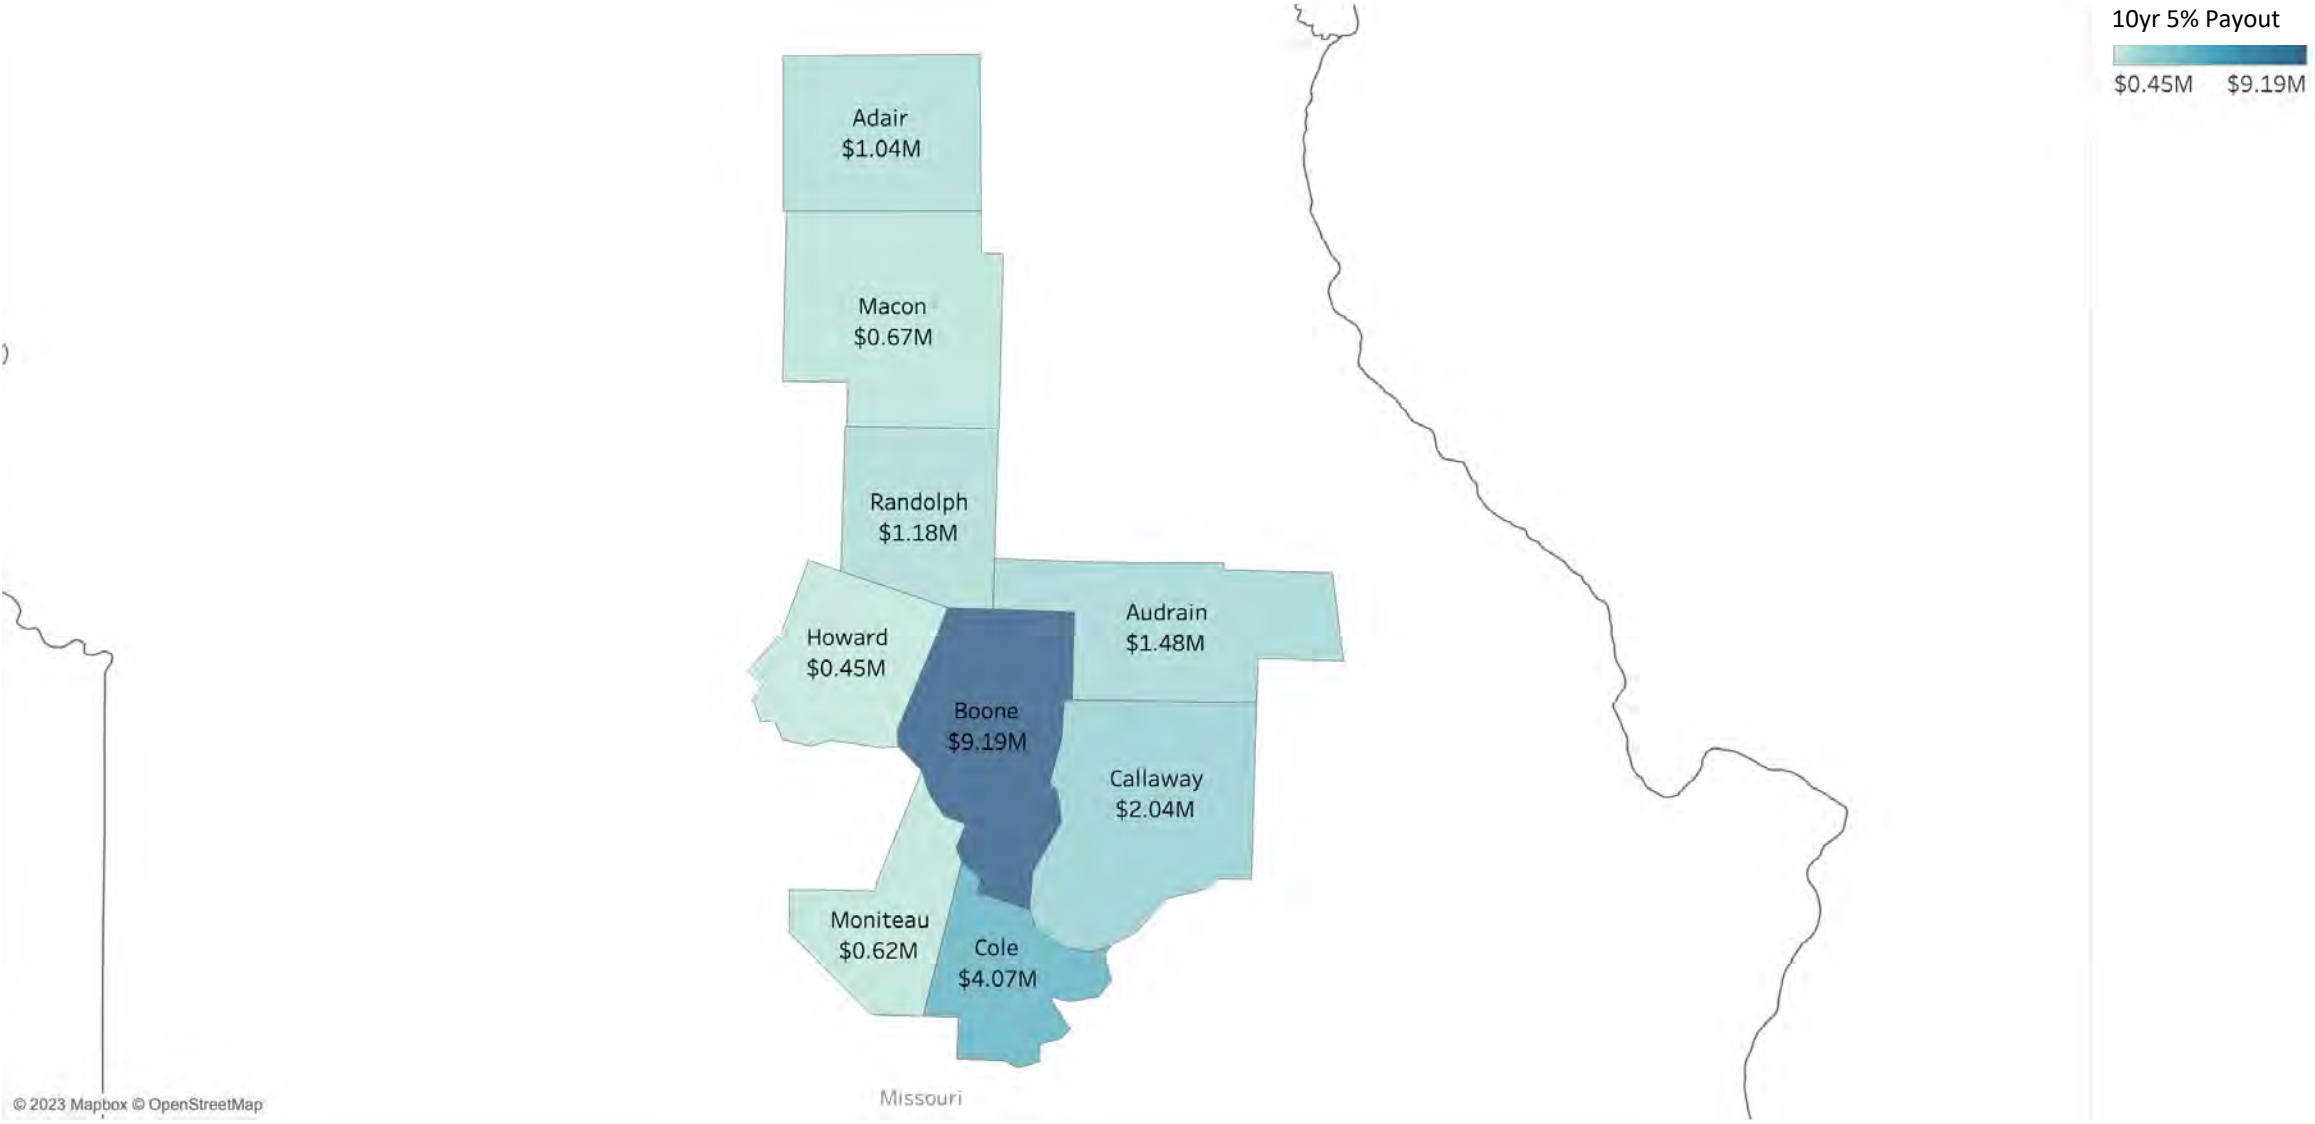 10yr 5% Payout
$0.45M $9.19M
Adair
$1.04M
Macon
$0.67M
Randolph
$1.18M
Audrain
$1.48M
Howard
$0.45M
Boone
$9.19M
Callaway
$2.04M
Moniteau
$0.62M
Cole
$4.07M
Missouri
© 2023 Mapbox © OpenStreetMap